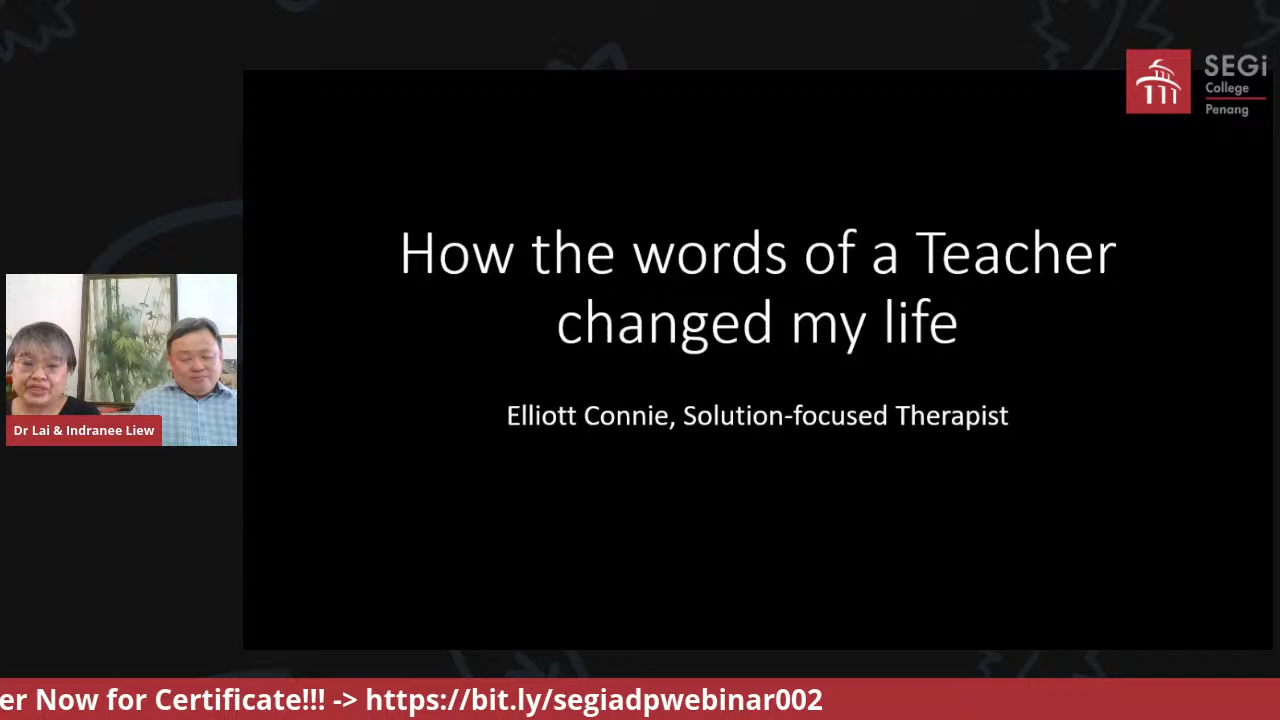 SEGi
College
Penang
How the words of a Teacher
changed my life
Elliott Connie, Solution-focused Therapist
Dr Lai & Indranee Liew
er Now for Certificate!!! -> https://bit.ly/segiadpwebinar002